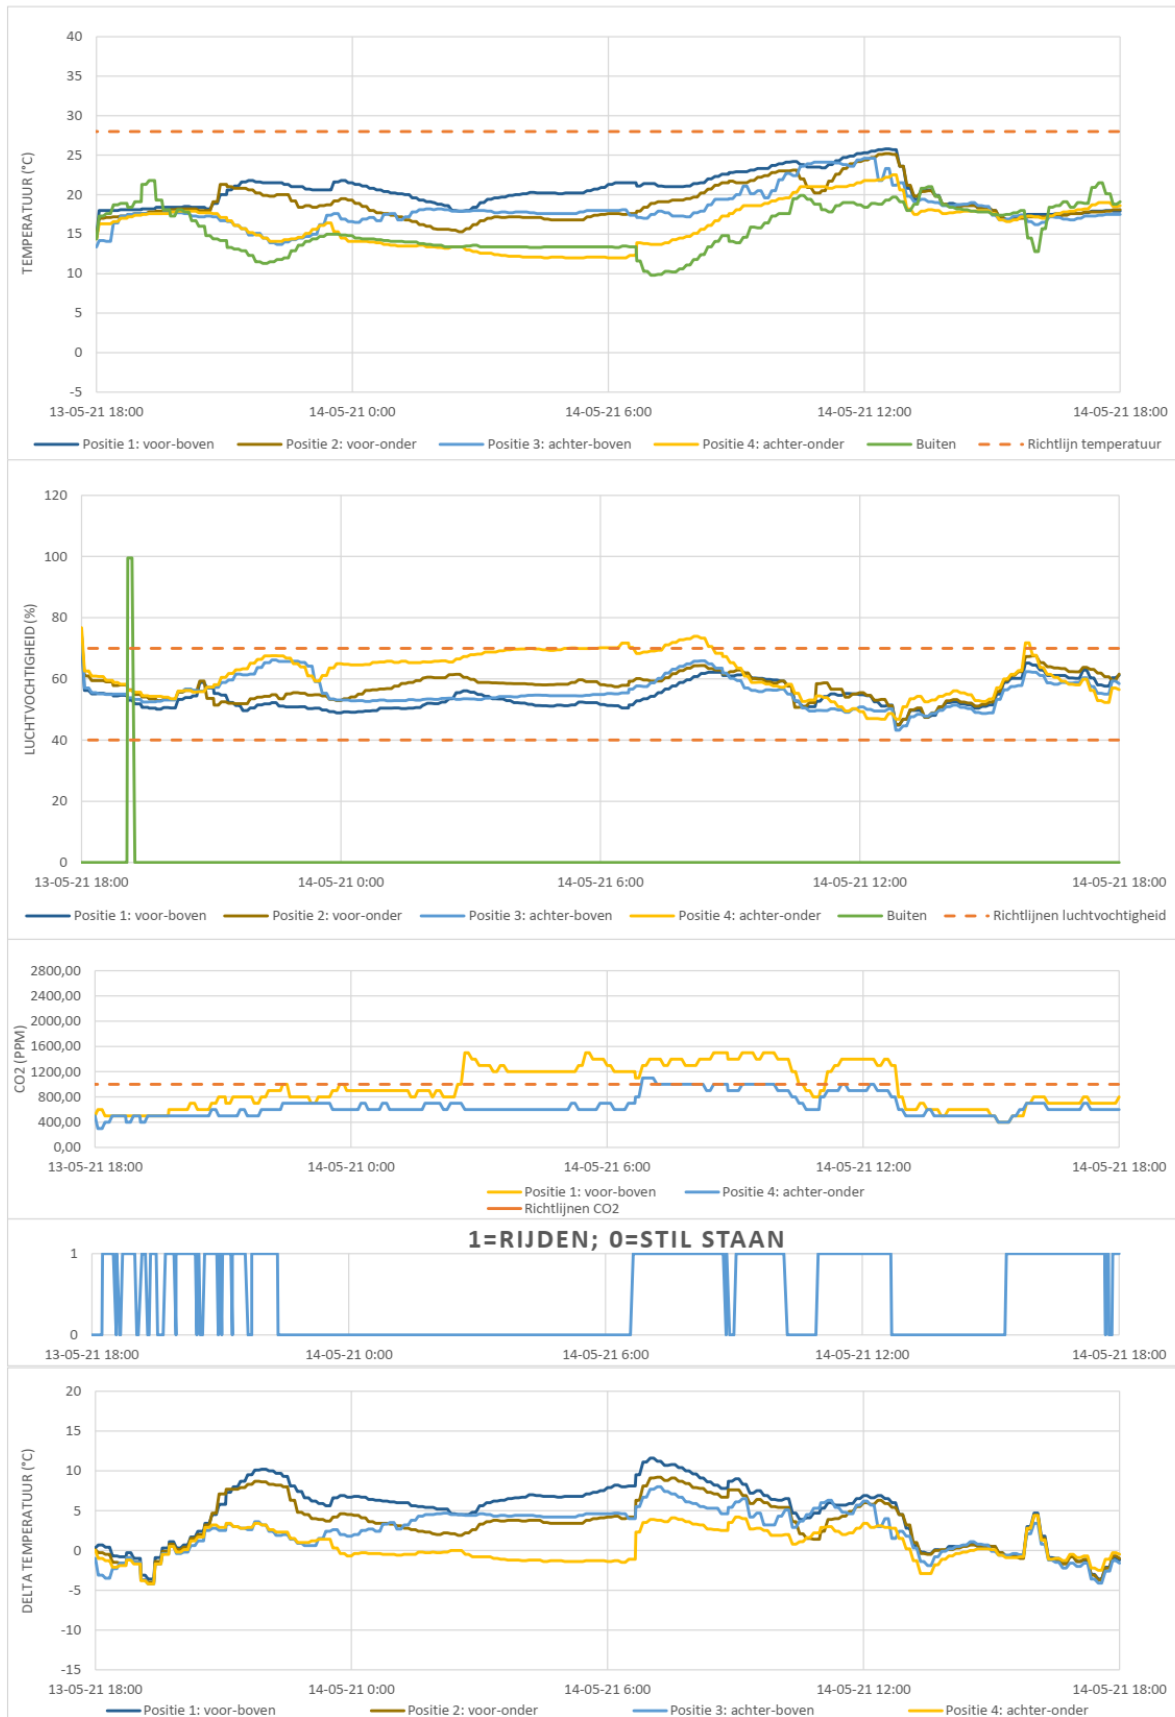 40
35
30
25
20
15
10
5
0
-5
TEMPERATUUR (°C)
13-05-21 18:00 14-05-21 0:00 14-05-21 6:00 14-05-21 12:00 14-05-21 18:00
Positie 1: voor-boven Positie 2: voor-onder Positie 3: achter-boven Positie 4: achter-onder Buiten Richtlijn temperatuur
120
100
80
60
40
20
0
LUCHTVOCHTIGHEID (%)
13-05-21 18:00 14-05-21 0:00 14-05-21 6:00 14-05-21 12:00 14-05-21 18:00
Positie 1: voor-boven Positie 2: voor-onder Positie 3: achter-boven Positie 4: achter-onder Buiten Richtlijnen luchtvochtigheid
2800,00
2400,00
2000,00
1600,00
1200,00
800,00
400,00
0,00
CO2 (PPM)
13-05-21 18:00 14-05-21 0:00 14-05-21 6:00 14-05-21 12:00 14-05-21 18:00
Positie 1: voor-boven Positie 4: achter-onder
Richtlijnen CO2
1=RIJDEN; 0=STIL STAAN
1
0
13-05-21 18:00 14-05-21 0:00 14-05-21 6:00 14-05-21 12:00 14-05-21 18:00
20
15
10
5
0
-5
-10
-15
DELTA TEMPERATUUR (°C)
13-05-21 18:00 14-05-21 0:00 14-05-21 6:00 14-05-21 12:00 14-05-21 18:00
Positie 1: voor-boven Positie 2: voor-onder Positie 3: achter-boven Positie 4: achter-onder